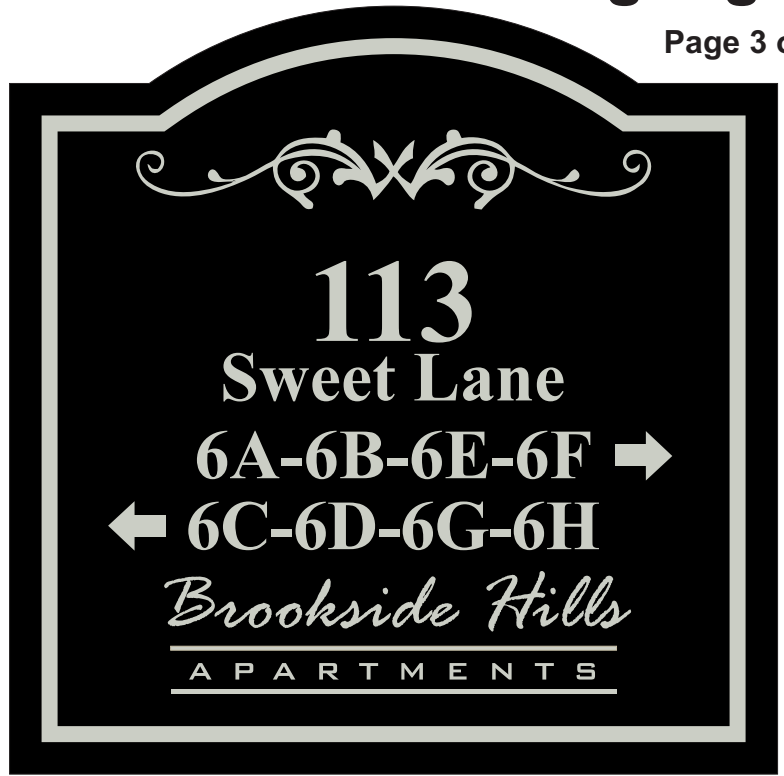 Page 3
113
Sweet Lane
6A-6B-6E-6F
6C-6D-6G-6H
Brookside Hills
APARTMENTS